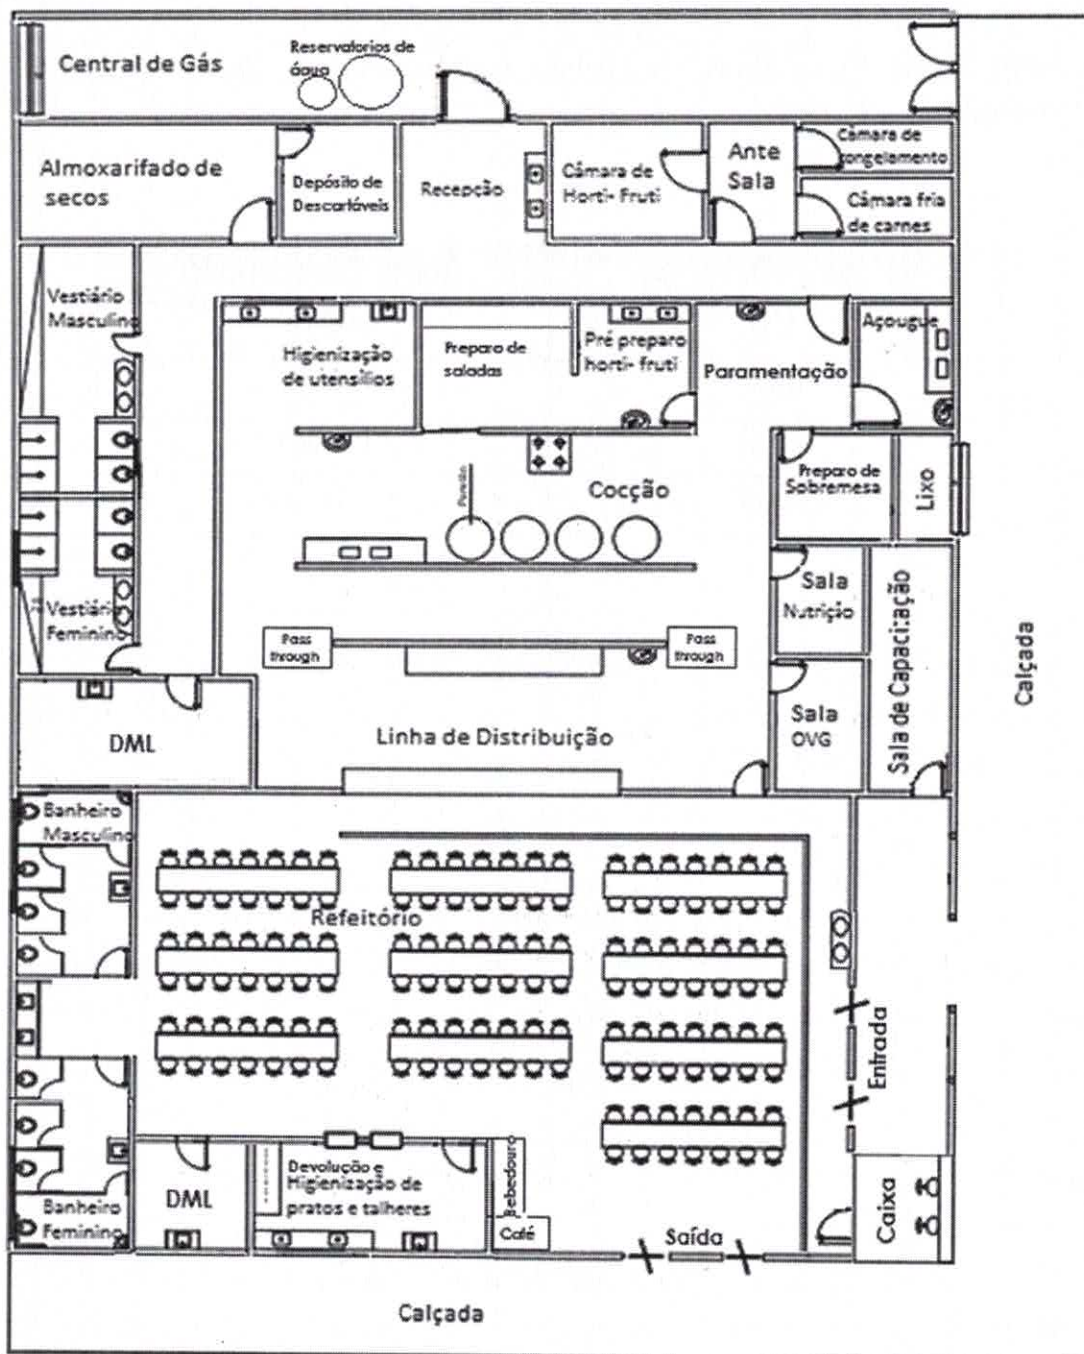 Central de Gás
Reservatorios de
água
Almoxarifado de
secos
Depósito de
Descartáveis
Recepção
Câmara de
Horti- Fruti
Ante
Sala
Câmara de
congelamento
Câmara fria
de carnes
Vestiário
Masculino
Higienização
de utensílios
Preparo de
saladas
Pré preparo
horti- fruti
Paramentação
Açougue
Cocção
Preparo de
Sobremesa
Lixo
Vestiário
Feminino
Pass
through
Pass
through
Sala
Nutrição
Sala de Capacitação
Calçada
DML
Linha de Distribuição
Sala
OVG
Banheiro
Masculino
Refeitório
Entrada
Banheiro
Feminino
DML
Devolução e
Higienização de
pratos e talheres
Bebedouro
Café
Saída
Caixa
Calçada